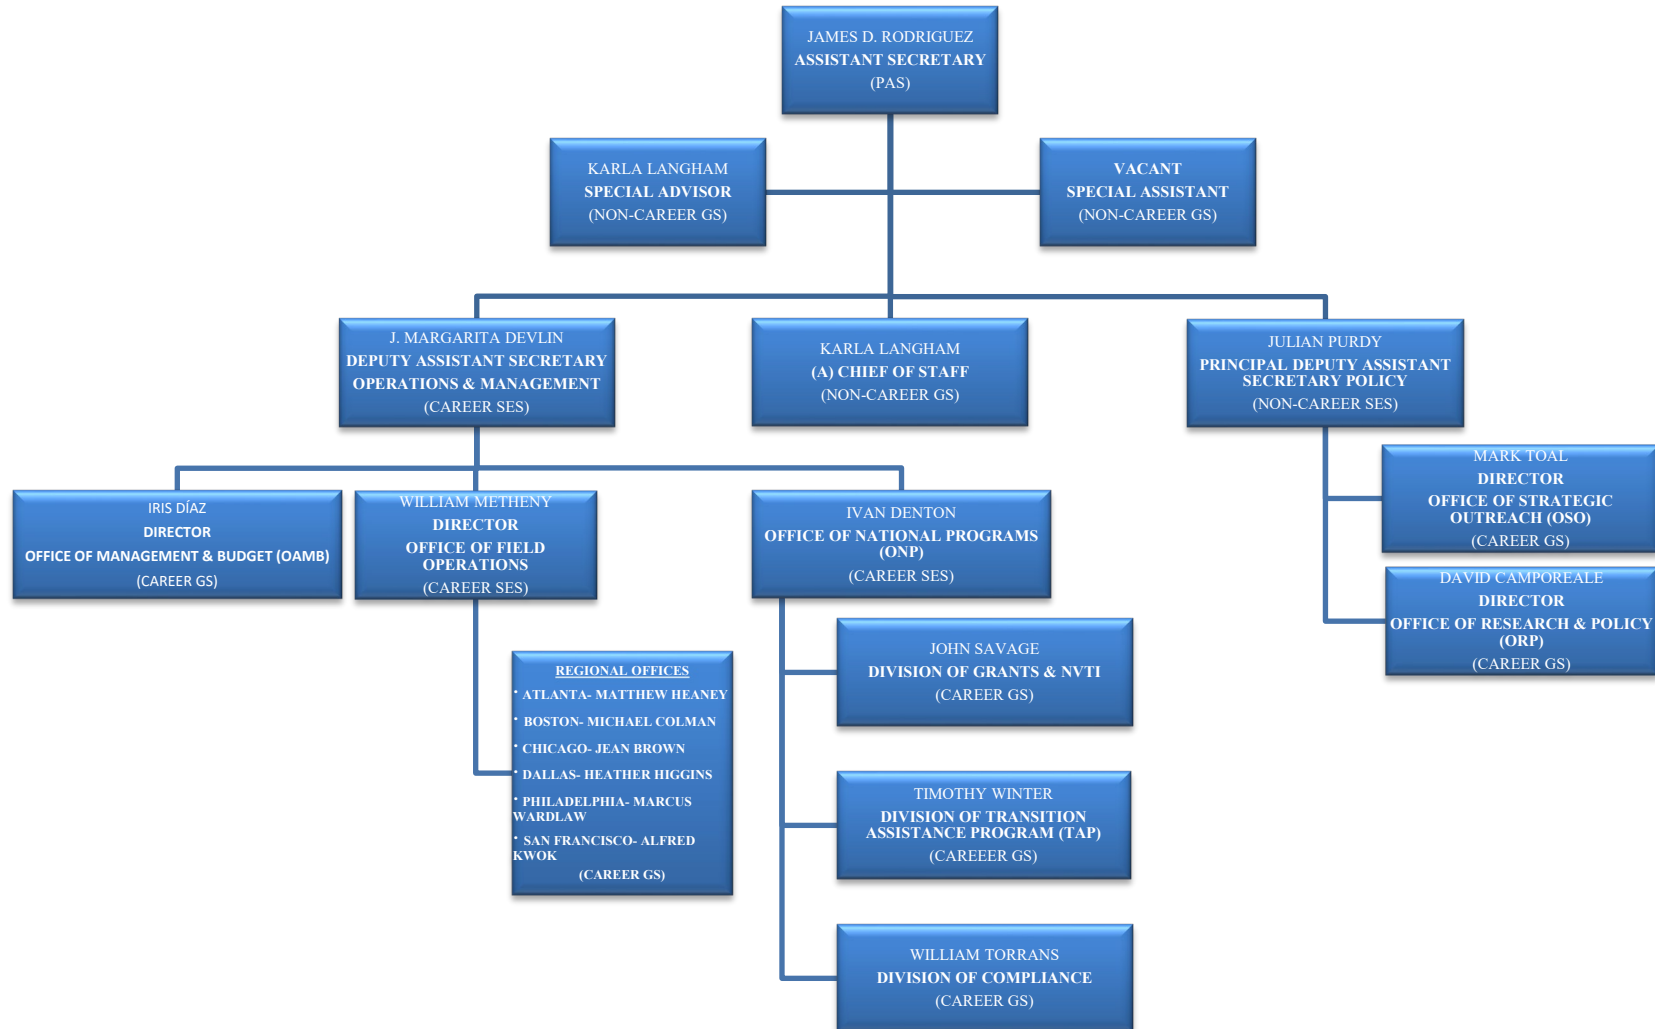 JAMES D. RODRIGUEZ
ASSISTANT SECRETARY
(PAS)
KARLA LANGHAM
SPECIAL ADVISOR
(NON-CAREER GS)
VACANT
SPECIAL ASSISTANT
(NON-CAREER GS)
J. MARGARITA DEVLIN
DEPUTY ASSISTANT SECRETARY
OPERATIONS & MANAGEMENT
(CAREER SES)
KARLA LANGHAM
(A) CHIEF OF STAFF
(NON-CAREER GS)
JULIAN PURDY
PRINCIPAL DEPUTY ASSISTANT
SECRETARY POLICY
(NON-CAREER SES)
IRIS DÍAZ
DIRECTOR
OFFICE OF MANAGEMENT & BUDGET (OAMB)
(CAREER GS)
WILLIAM METHENY
DIRECTOR
OFFICE OF FIELD
OPERATIONS
(CAREER SES)
IVAN DENTON
OFFICE OF NATIONAL PROGRAMS
(ONP)
(CAREER SES)
MARK TOAL
DIRECTOR
OFFICE OF STRATEGIC
OUTREACH (OSO)
(CAREER GS)
DAVID CAMPOREALE
DIRECTOR
OFFICE OF RESEARCH & POLICY
(ORP)
(CAREER GS)
REGIONAL OFFICES
· ATLANTA- MATTHEW HEANEY
· BOSTON- MICHAEL COLMAN
· CHICAGO- JEAN BROWN
· DALLAS- HEATHER HIGGINS
· PHILADELPHIA- MARCUS
WARDLAW
· SAN FRANCISCO- ALFRED
KWOK
(CAREER GS)
JOHN SAVAGE
DIVISION OF GRANTS & NVTI
(CAREER GS)
TIMOTHY WINTER
DIVISION OF TRANSITION
ASSISTANCE PROGRAM (TAP)
(CAREEER GS)
WILLIAM TORRANS
DIVISION OF COMPLIANCE
(CAREER GS)